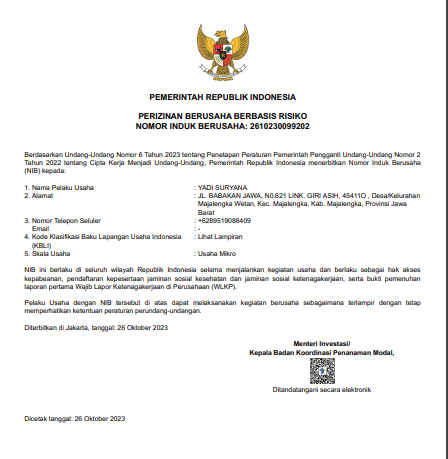 PEMERINTAH REPUBLIK INDONESIA
PERIZINAN BERUSAHA BERBASIS RISIKO
NOMOR INDUK BERUSAHA: 2610230099202
Berdasarkan Undang-Undang Nomor 6 Tahun 2023 tentang Penetapan Peraturan Pemerintah Pengganti Undang-Undang Nomor 2
Tahun 2022 tentang Cipta Kerja Menjadi Undang-Undang, Pemerintah Republik Indonesia menerbitkan Nomor Induk Berusaha
(NIB) kepada:
1. Nama Pelaku Usaha : YADI SURYANA
2. Alamat : JL. BABAKAN JAWA, N0.621 LINK. GIRI ASIH, 45411O , Desa/Kelurahan
Majalengka Wetan, Kec. Majalengka, Kab. Majalengka, Provinsi Jawa
Barat
3. Nomor Telepon Seluler : +6289519088409
Email : -
4. Kode Klasifikasi Baku Lapangan Usaha Indonesia : Lihat Lampiran
(KBLI)
5. Skala Usaha : Usaha Mikro
NIB ini berlaku di seluruh wilayah Republik Indonesia selama menjalankan kegiatan usaha dan berlaku sebagai hak akses
kepabeanan, pendaftaran kepesertaan jaminan sosial kesehatan dan jaminan sosial ketenagakerjaan, serta bukti pemenuhan
laporan pertama Wajib Lapor Ketenagakerjaan di Perusahaan (WLKP).
Pelaku Usaha dengan NIB tersebut di atas dapat melaksanakan kegiatan berusaha sebagaimana terlampir dengan tetap
memperhatikan ketentuan peraturan perundang-undangan.
Diterbitkan di Jakarta, tanggal: 26 Oktober 2023
Menteri Investasi/
Kepala Badan Koordinasi Penanaman Modal,
Ditandatangani secara elektronik
Dicetak tanggal: 26 Oktober 2023